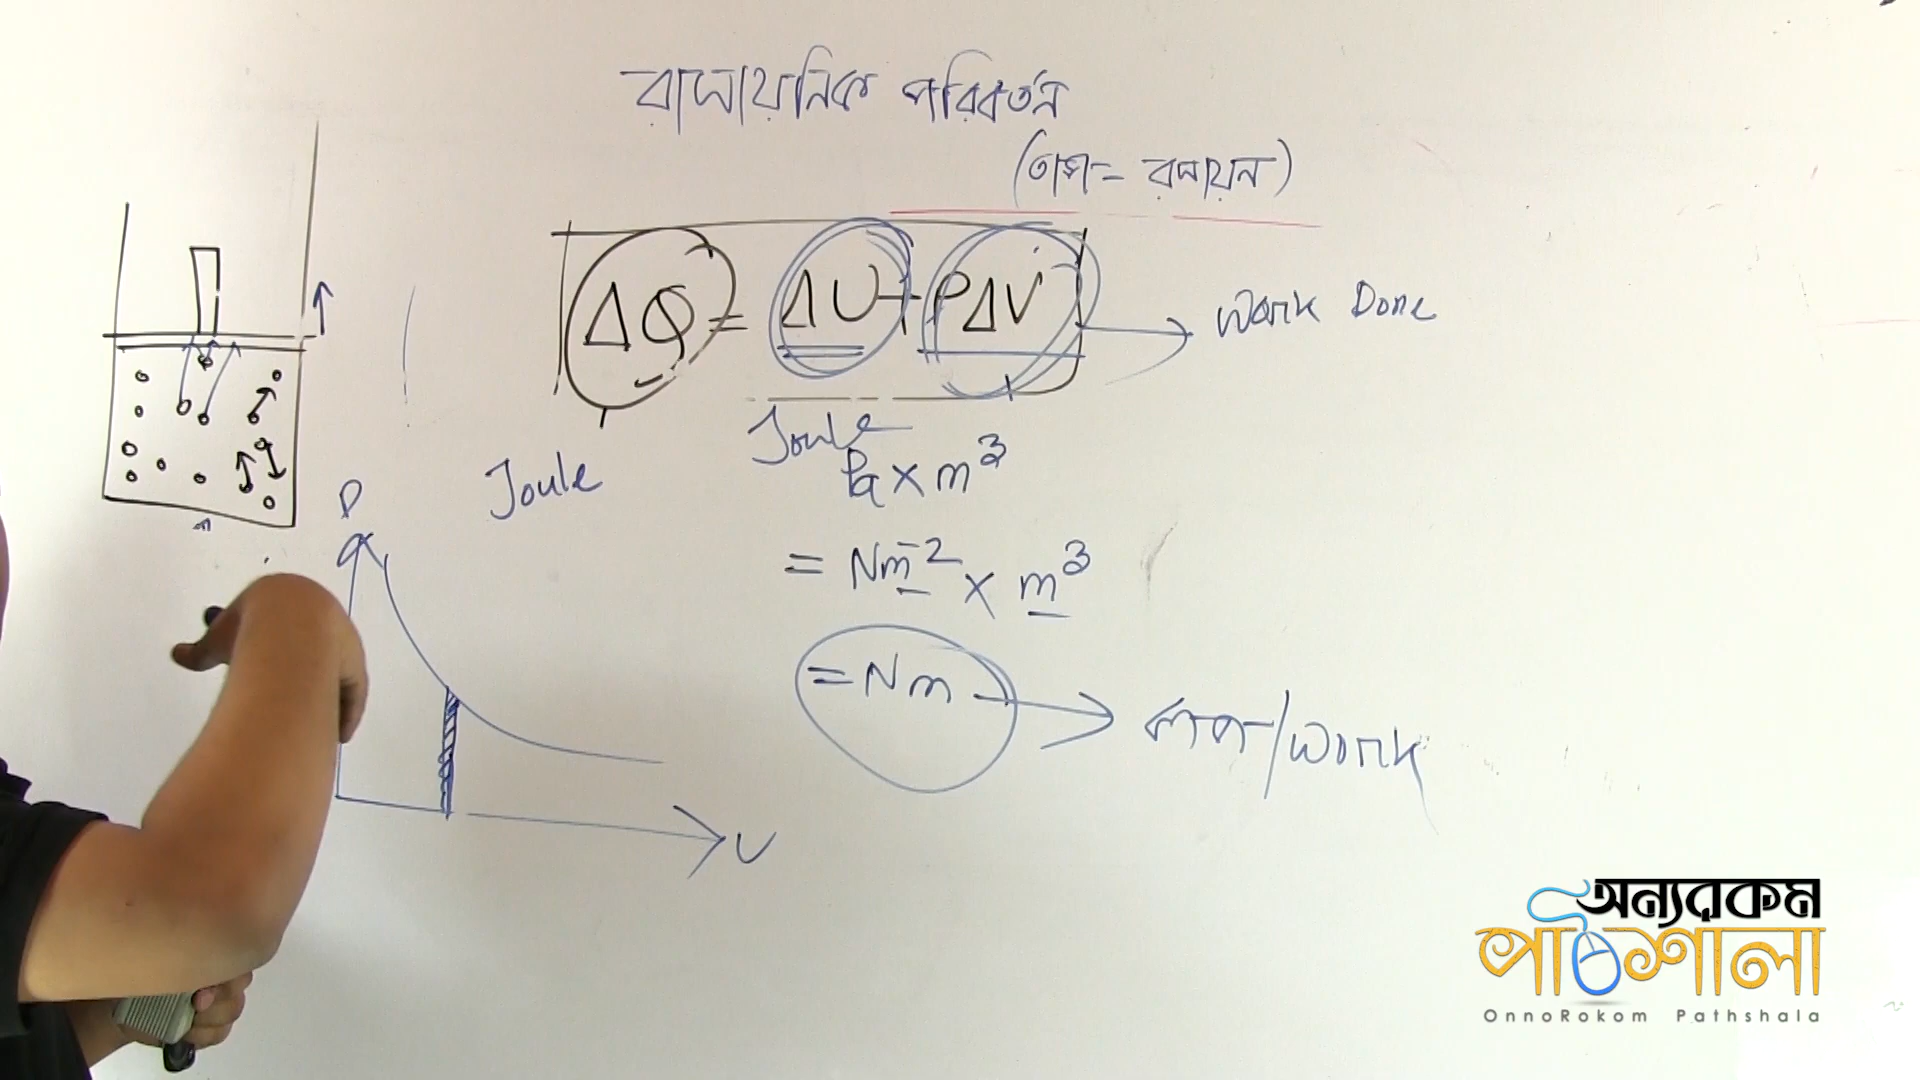 রাসায়নিক পরিবর্তন
(তাপ- রসায়ন)
ΔQ = ΔU + PΔV → Work Done
Joule
Joule
Pa × m³
= Nm⁻² × m³
= Nm → কাজ/Work
P
V
অন্যরকম
পাঠশালা
OnnoRokom Pathshala